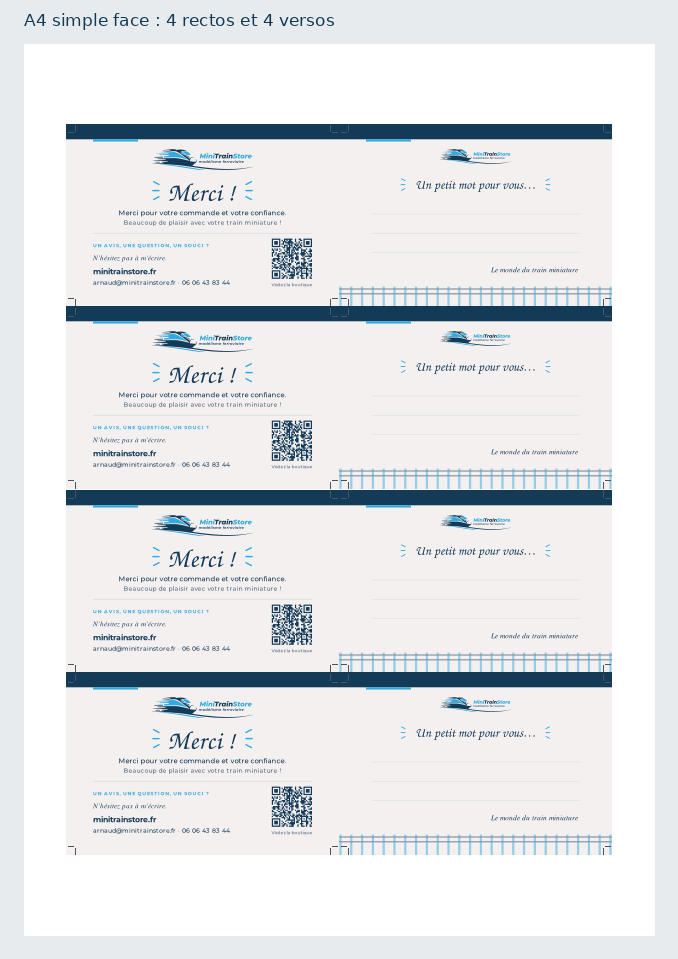 A4 simple face : 4 rectos et 4 versos
MiniTrainStore
modélisme ferroviaire
Merci !
Merci pour votre commande et votre confiance.
Beaucoup de plaisir avec votre train miniature !
UN AVIS, UNE QUESTION, UN SOUCI ?
N'hésitez pas à m'écrire.
minitrainstore.fr
arnaud@minitrainstore.fr · 06 06 43 83 44
Visitez la boutique
MiniTrainStore
modélisme ferroviaire
Un petit mot pour vous…
Le monde du train miniature
MiniTrainStore
modélisme ferroviaire
Merci !
Merci pour votre commande et votre confiance.
Beaucoup de plaisir avec votre train miniature !
UN AVIS, UNE QUESTION, UN SOUCI ?
N'hésitez pas à m'écrire.
minitrainstore.fr
arnaud@minitrainstore.fr · 06 06 43 83 44
Visitez la boutique
MiniTrainStore
modélisme ferroviaire
Un petit mot pour vous…
Le monde du train miniature
MiniTrainStore
modélisme ferroviaire
Merci !
Merci pour votre commande et votre confiance.
Beaucoup de plaisir avec votre train miniature !
UN AVIS, UNE QUESTION, UN SOUCI ?
N'hésitez pas à m'écrire.
minitrainstore.fr
arnaud@minitrainstore.fr · 06 06 43 83 44
Visitez la boutique
MiniTrainStore
modélisme ferroviaire
Un petit mot pour vous…
Le monde du train miniature
MiniTrainStore
modélisme ferroviaire
Merci !
Merci pour votre commande et votre confiance.
Beaucoup de plaisir avec votre train miniature !
UN AVIS, UNE QUESTION, UN SOUCI ?
N'hésitez pas à m'écrire.
minitrainstore.fr
arnaud@minitrainstore.fr · 06 06 43 83 44
Visitez la boutique
MiniTrainStore
modélisme ferroviaire
Un petit mot pour vous…
Le monde du train miniature